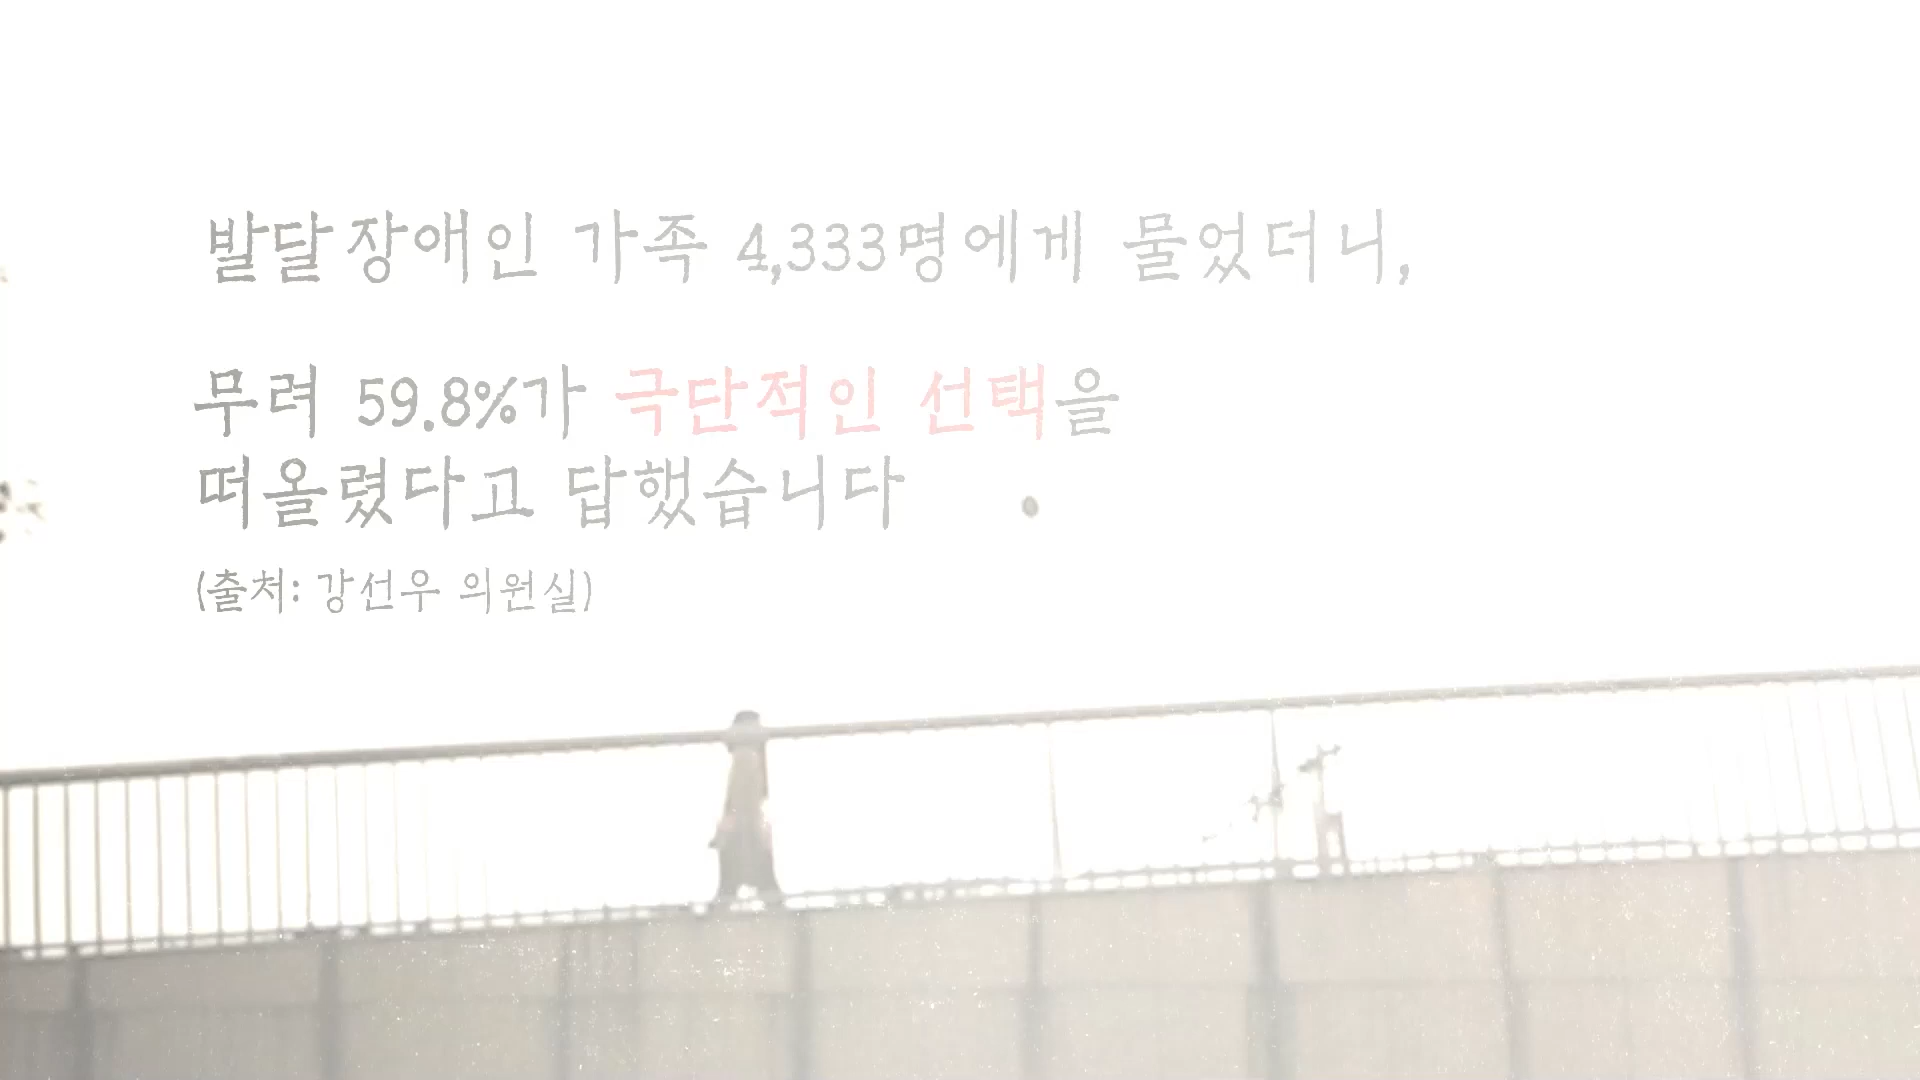 발달장애인 가족 4,333명에게 물었더니,
무려 59.8%가 극단적인 선택을
떠올렸다고 답했습니다
(출처: 강선우 의원실)